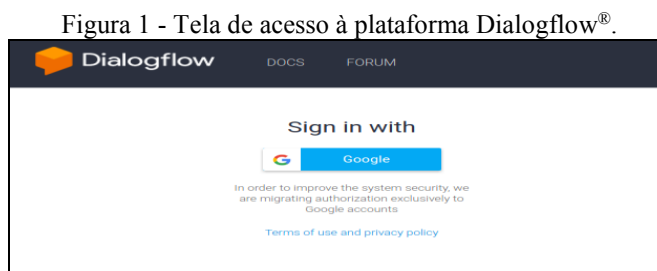 Figura 1 - Tela de acesso à plataforma Dialogflow®.
Dialogflow DOCS FORUM
Sign in with
G Google
In order to improve the system security, we
are migrating authorization exclusively to
Google accounts
Terms of use and privacy policy